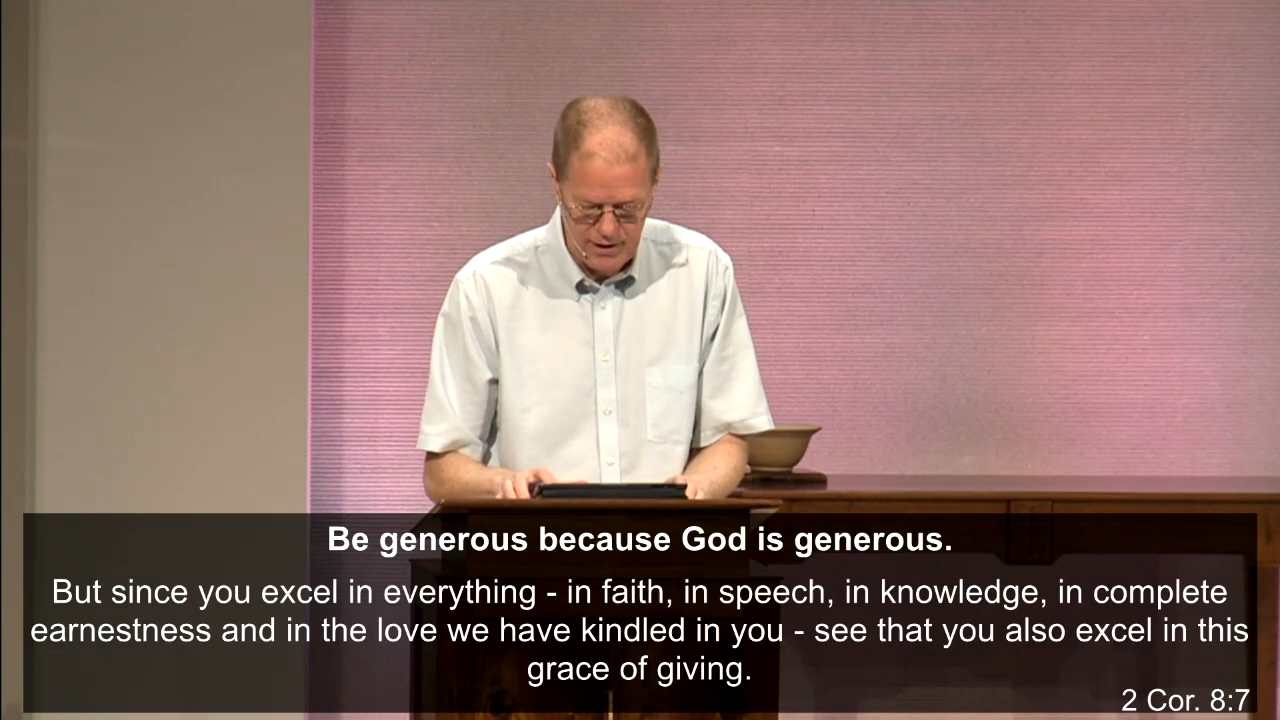 Be generous because God is generous.
But since you excel in everything - in faith, in speech, in knowledge, in complete
earnestness and in the love we have kindled in you - see that you also excel in this
grace of giving.
2 Cor. 8:7